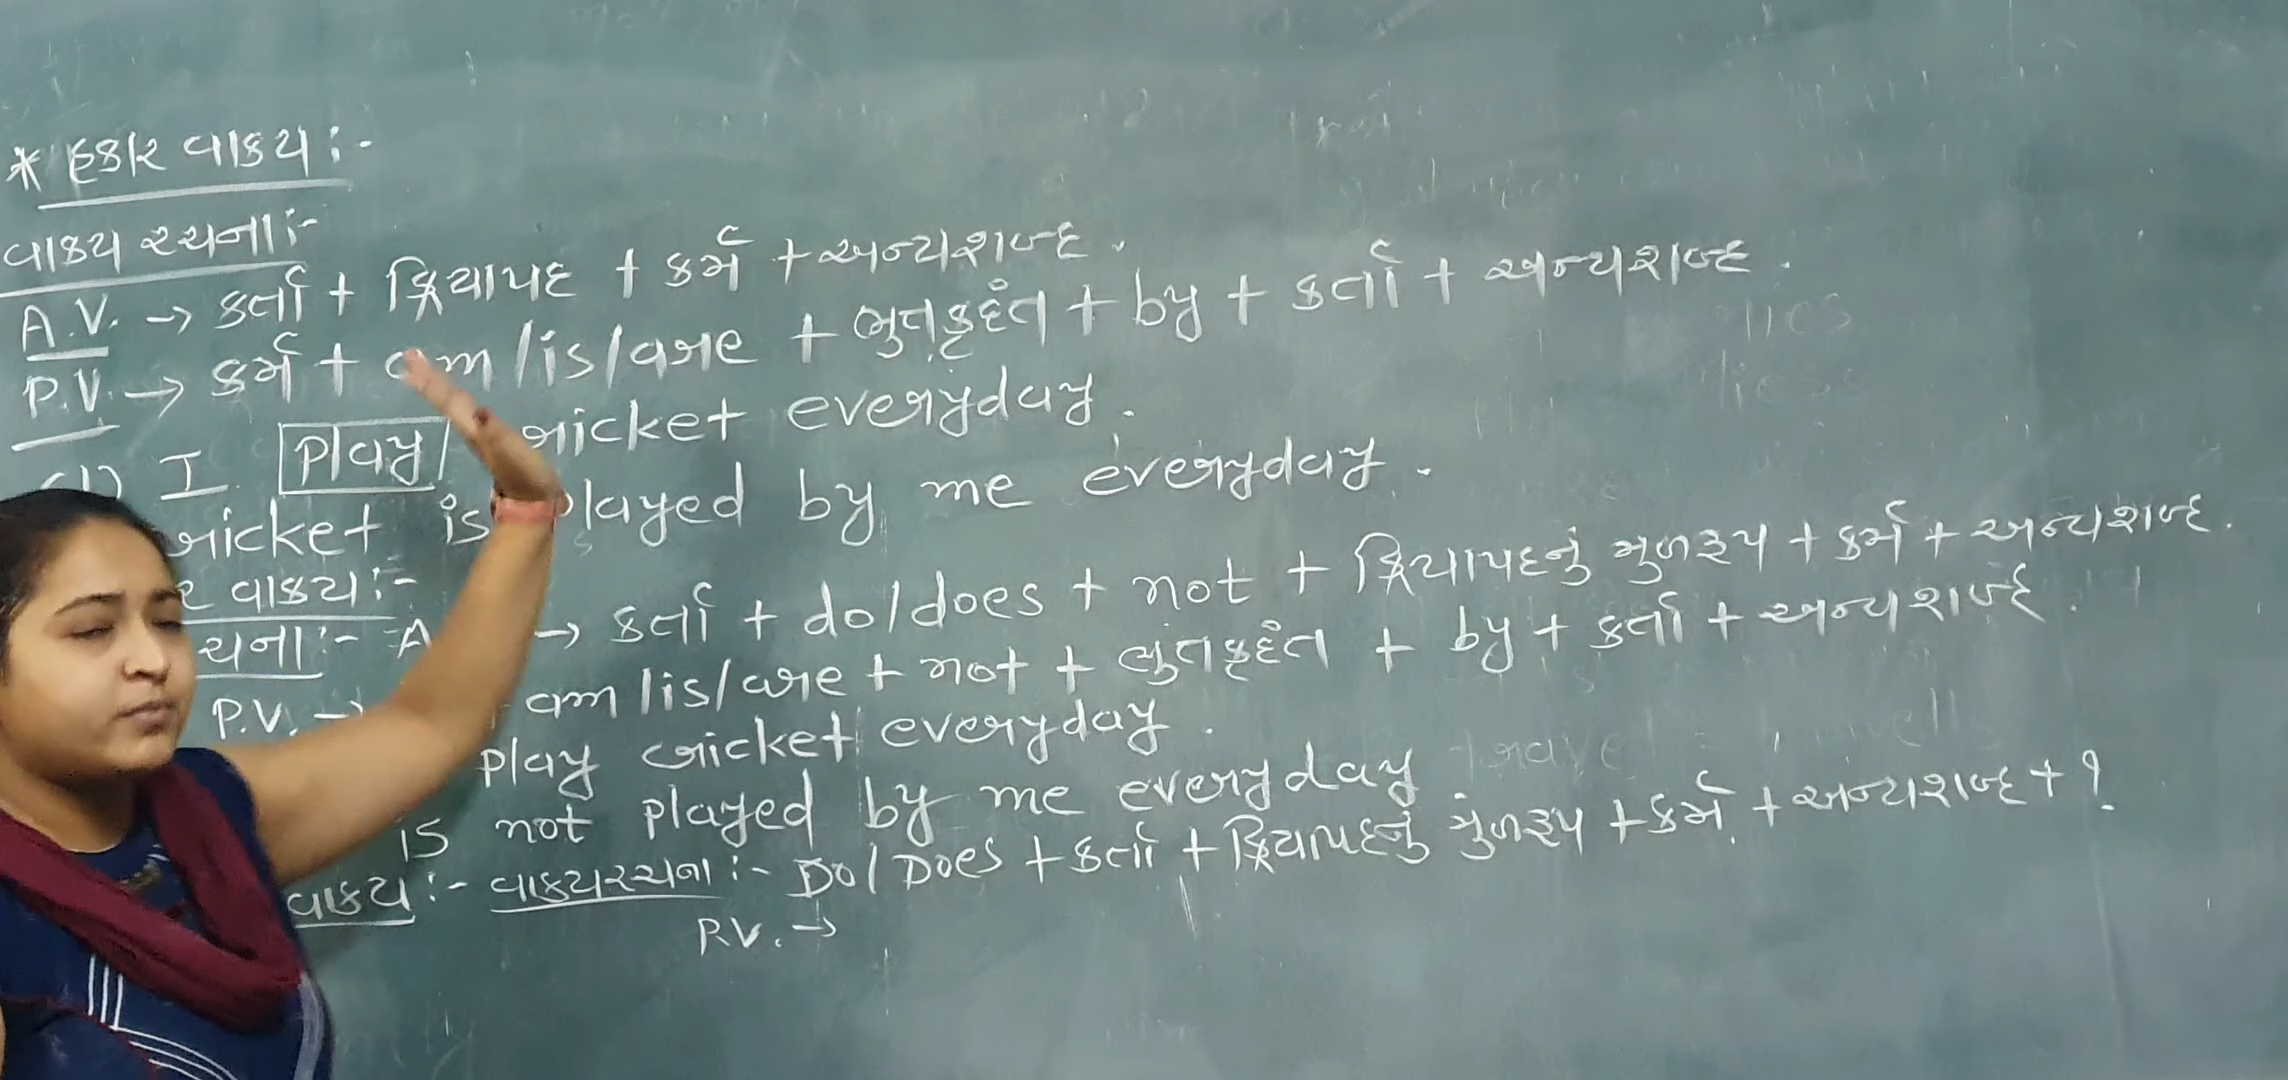 * હકાર વાક્ય :-
વાક્ય રચના :-
A.V. → કર્તા + ક્રિયાપદ + કર્મ + અન્યશબ્દ.
P.V. → કર્મ + am/is/are + ભુતકૃદંત + by + કર્તા + અન્યશબ્દ.
(1) I play cricket everyday.
cricket is played by me everyday.
ર વાક્ય :-
ચના :- A → કર્તા + do/does + not + ક્રિયાપદનું મુળરૂપ + કર્મ + અન્યશબ્દ.
P.V. → am/is/are + not + ભુતકૃદંત + by + કર્તા + અન્યશબ્દ.
play cricket everyday.
is not played by me everyday.
વાક્ય :- વાક્યરચના :- Do/Does + કર્તા + ક્રિયાપદનું મુળરૂપ + કર્મ + અન્યશબ્દ + ?
P.V. →